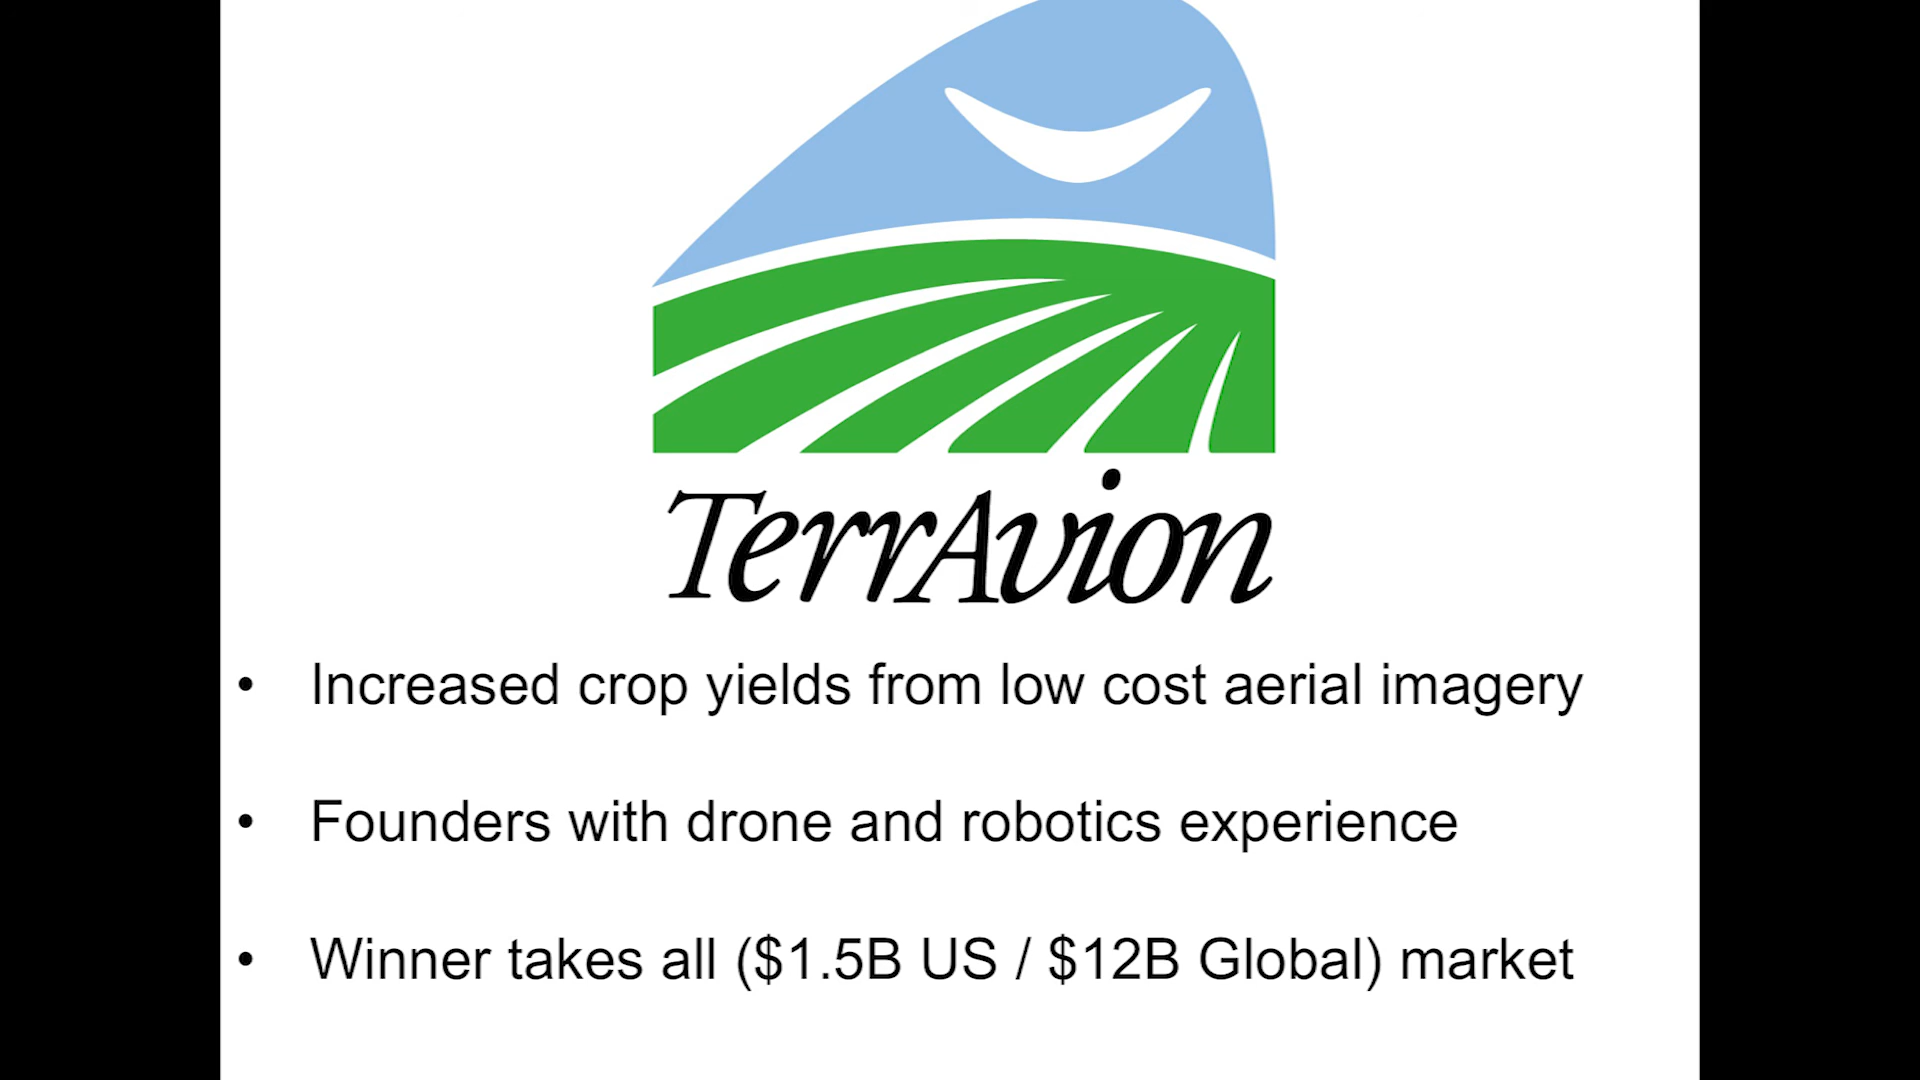 TerrAvion
• Increased crop yields from low cost aerial imagery
• Founders with drone and robotics experience
• Winner takes all ($1.5B US / $12B Global) market